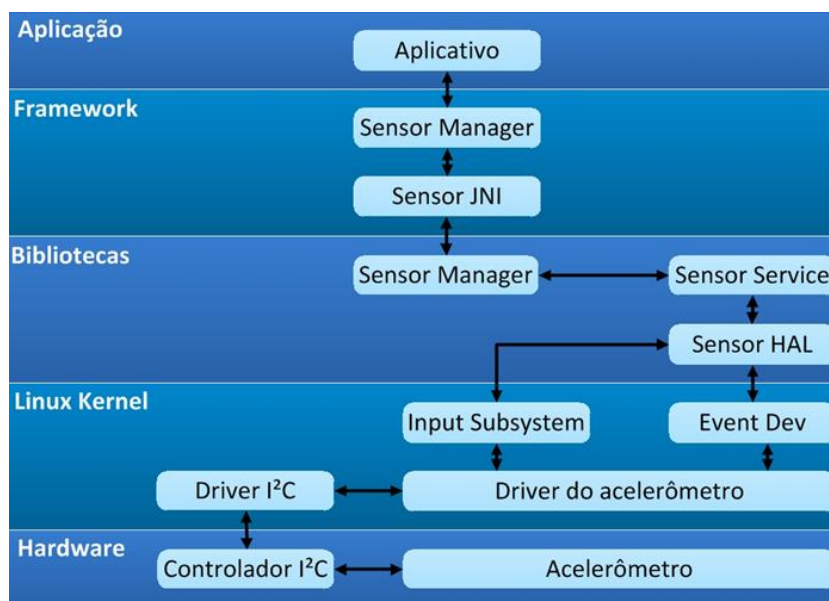 Aplicação
Aplicativo
Framework
Sensor Manager
Sensor JNI
Bibliotecas
Sensor Manager
Sensor Service
Sensor HAL
Linux Kernel
Input Subsystem
Event Dev
Driver I²C
Driver do acelerômetro
Hardware
Controlador I²C
Acelerômetro